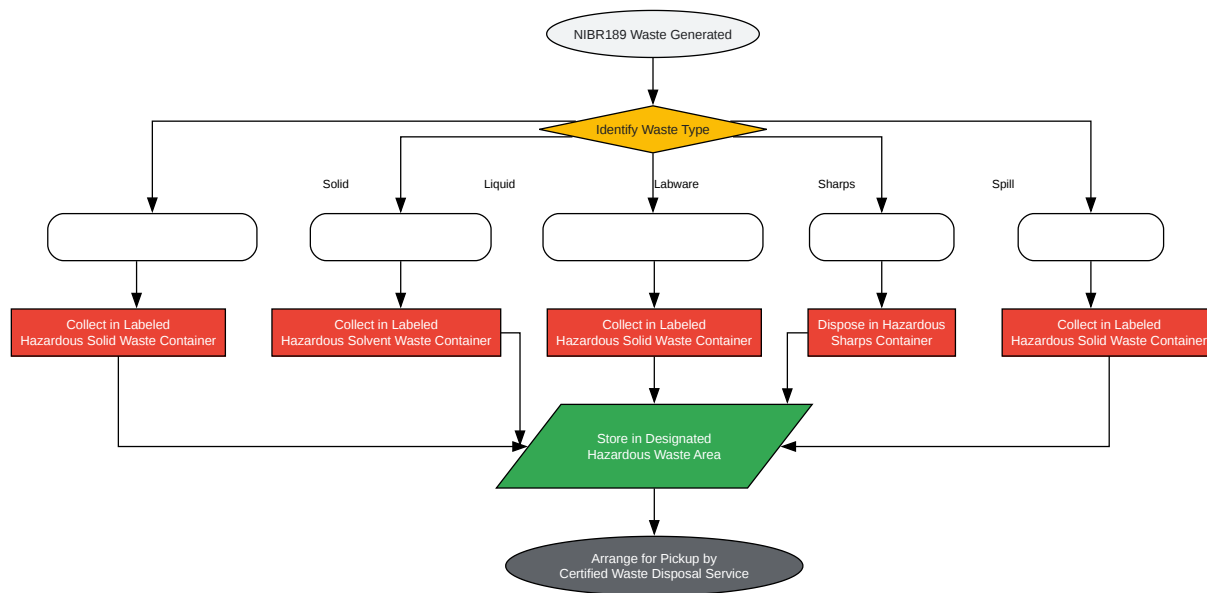 NIBR189 Waste Generated
Identify Waste Type
Solid
Liquid
Labware
Sharps
Spill
Collect in Labeled
Hazardous Solid Waste Container
Collect in Labeled
Hazardous Solvent Waste Container
Collect in Labeled
Hazardous Solid Waste Container
Dispose in Hazardous
Sharps Container
Collect in Labeled
Hazardous Solid Waste Container
Store in Designated
Hazardous Waste Area
Arrange for Pickup by
Certified Waste Disposal Service